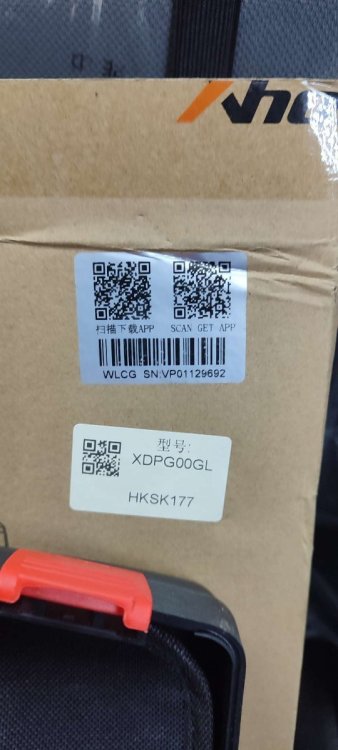 扫描下载APP SCAN GET APP
WLCG SN:VP01129692
型号:
XDPG00GL
HKSK177